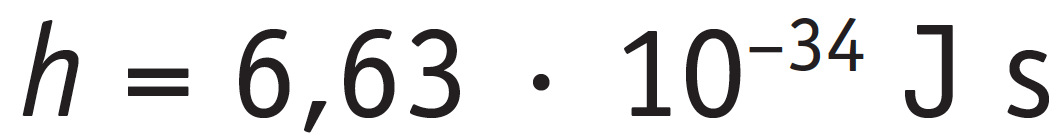 h = 6,63 · 10⁻³⁴ J s